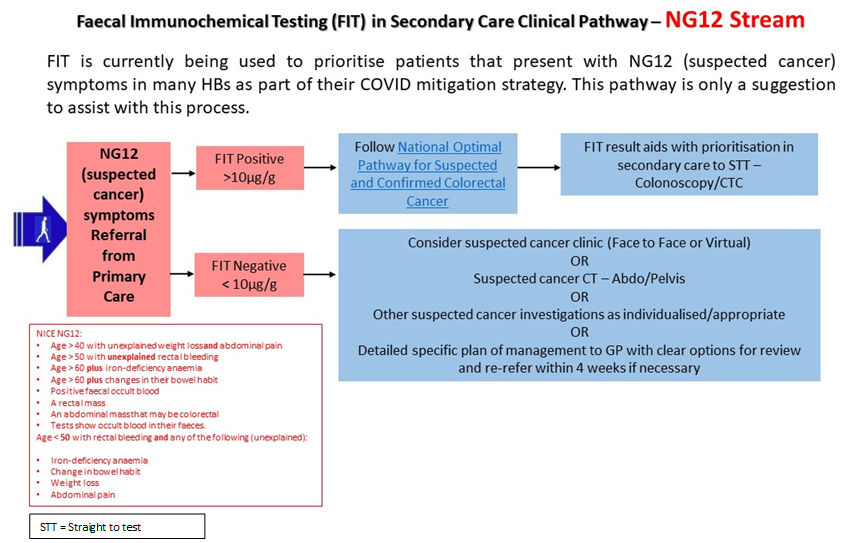 Faecal Immunochemical Testing (FIT) in Secondary Care Clinical Pathway – NG12 Stream
FIT is currently being used to prioritise patients that present with NG12 (suspected cancer)
symptoms in many HBs as part of their COVID mitigation strategy. This pathway is only a suggestion
to assist with this process.
NG12
(suspected
cancer)
symptoms
Referral
from
Primary
Care
FIT Positive
>10µg/g
Follow National Optimal
Pathway for Suspected
and Confirmed Colorectal
Cancer
FIT result aids with prioritisation in
secondary care to STT –
Colonoscopy/CTC
FIT Negative
< 10µg/g
Consider suspected cancer clinic (Face to Face or Virtual)
OR
Suspected cancer CT – Abdo/Pelvis
OR
Other suspected cancer investigations as individualised/appropriate
OR
Detailed specific plan of management to GP with clear options for review
and re-refer within 4 weeks if necessary
NICE NG12:
• Age > 40 with unexplained weight loss and abdominal pain
• Age > 50 with unexplained rectal bleeding
• Age > 60 plus iron-deficiency anaemia
• Age > 60 plus changes in their bowel habit
• Positive faecal occult blood
• A rectal mass
• An abdominal mass that may be colorectal
• Tests show occult blood in their faeces.
Age < 50 with rectal bleeding and any of the following (unexplained):
• Iron-deficiency anaemia
• Change in bowel habit
• Weight loss
• Abdominal pain
STT = Straight to test